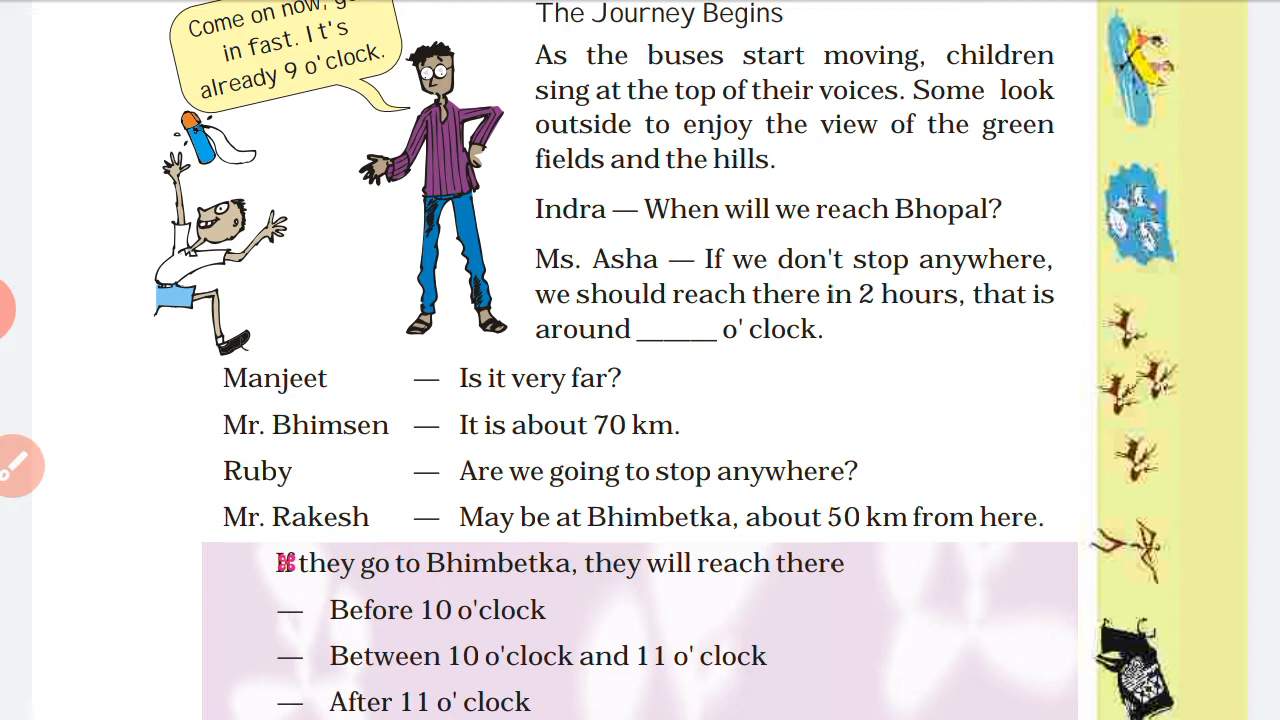 Come on now, g
in fast. It's
already 9 o'clock.
The Journey Begins
As the buses start moving, children
sing at the top of their voices. Some look
outside to enjoy the view of the green
fields and the hills.
Indra — When will we reach Bhopal?
Ms. Asha — If we don't stop anywhere,
we should reach there in 2 hours, that is
around ______ o' clock.
Manjeet — Is it very far?
Mr. Bhimsen — It is about 70 km.
Ruby — Are we going to stop anywhere?
Mr. Rakesh — May be at Bhimbetka, about 50 km from here.
If they go to Bhimbetka, they will reach there
— Before 10 o'clock
— Between 10 o'clock and 11 o' clock
— After 11 o' clock